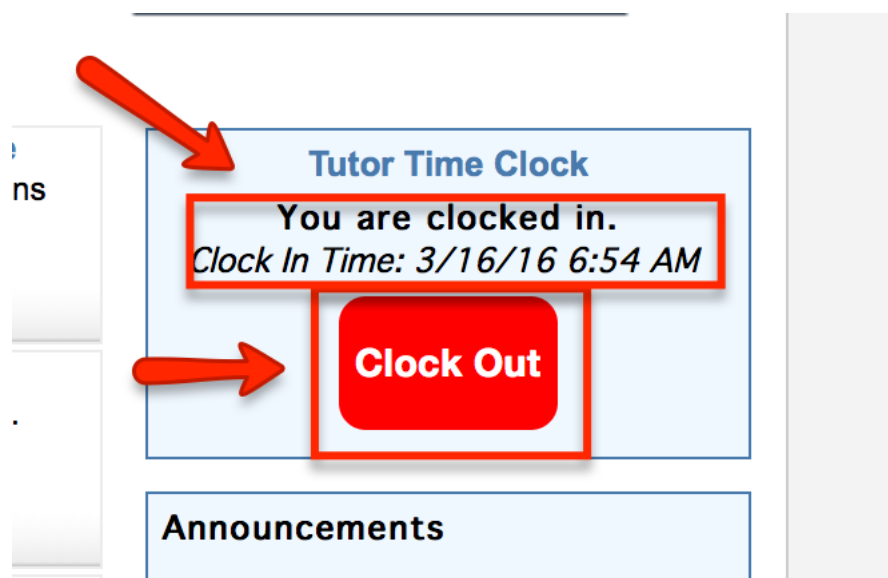 ns
Tutor Time Clock
You are clocked in.
Clock In Time: 3/16/16 6:54 AM
Clock Out
.
Announcements